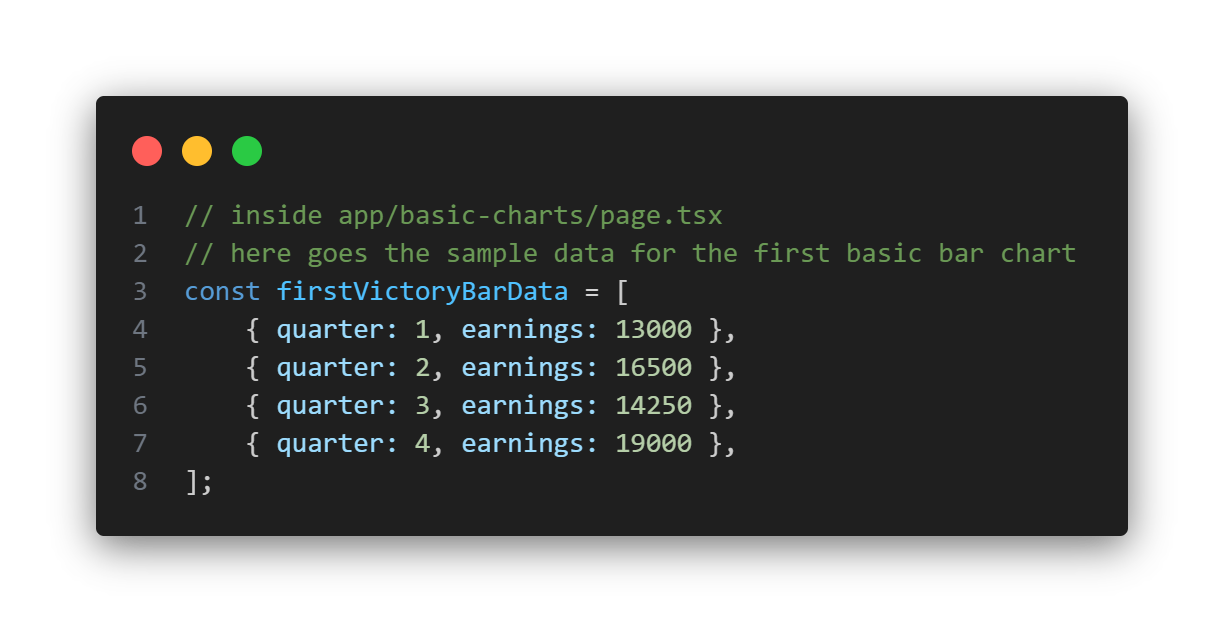 1 // inside app/basic-charts/page.tsx
2 // here goes the sample data for the first basic bar chart
3 const firstVictoryBarData = [
4     { quarter: 1, earnings: 13000 },
5     { quarter: 2, earnings: 16500 },
6     { quarter: 3, earnings: 14250 },
7     { quarter: 4, earnings: 19000 },
8 ];